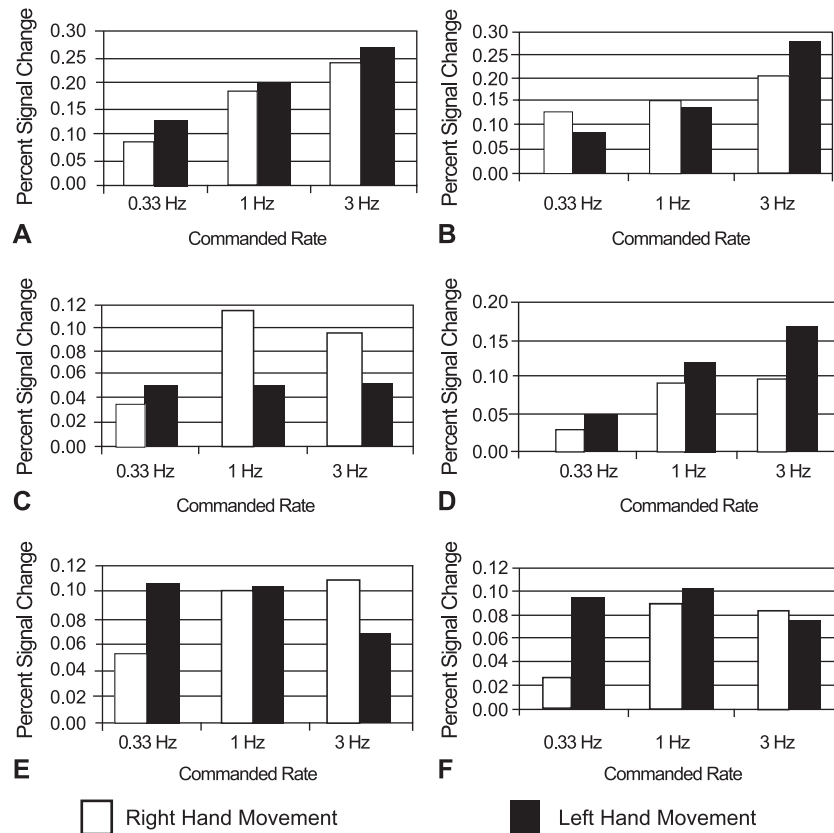 Percent Signal Change
0.30
0.25
0.20
0.15
0.10
0.05
0.00
0.33 Hz 1 Hz 3 Hz
A Commanded Rate
Percent Signal Change
0.30
0.25
0.20
0.15
0.10
0.05
0.00
0.33 Hz 1 Hz 3 Hz
B Commanded Rate
Percent Signal Change
0.12
0.10
0.08
0.06
0.04
0.02
0.00
0.33 Hz 1 Hz 3 Hz
C Commanded Rate
Percent Signal Change
0.20
0.15
0.10
0.05
0.00
0.33 Hz 1 Hz 3 Hz
D Commanded Rate
Percent Signal Change
0.12
0.10
0.08
0.06
0.04
0.02
0.00
0.33 Hz 1 Hz 3 Hz
E Commanded Rate
Percent Signal Change
0.12
0.10
0.08
0.06
0.04
0.02
0.00
0.33 Hz 1 Hz 3 Hz
F Commanded Rate
Right Hand Movement
Left Hand Movement